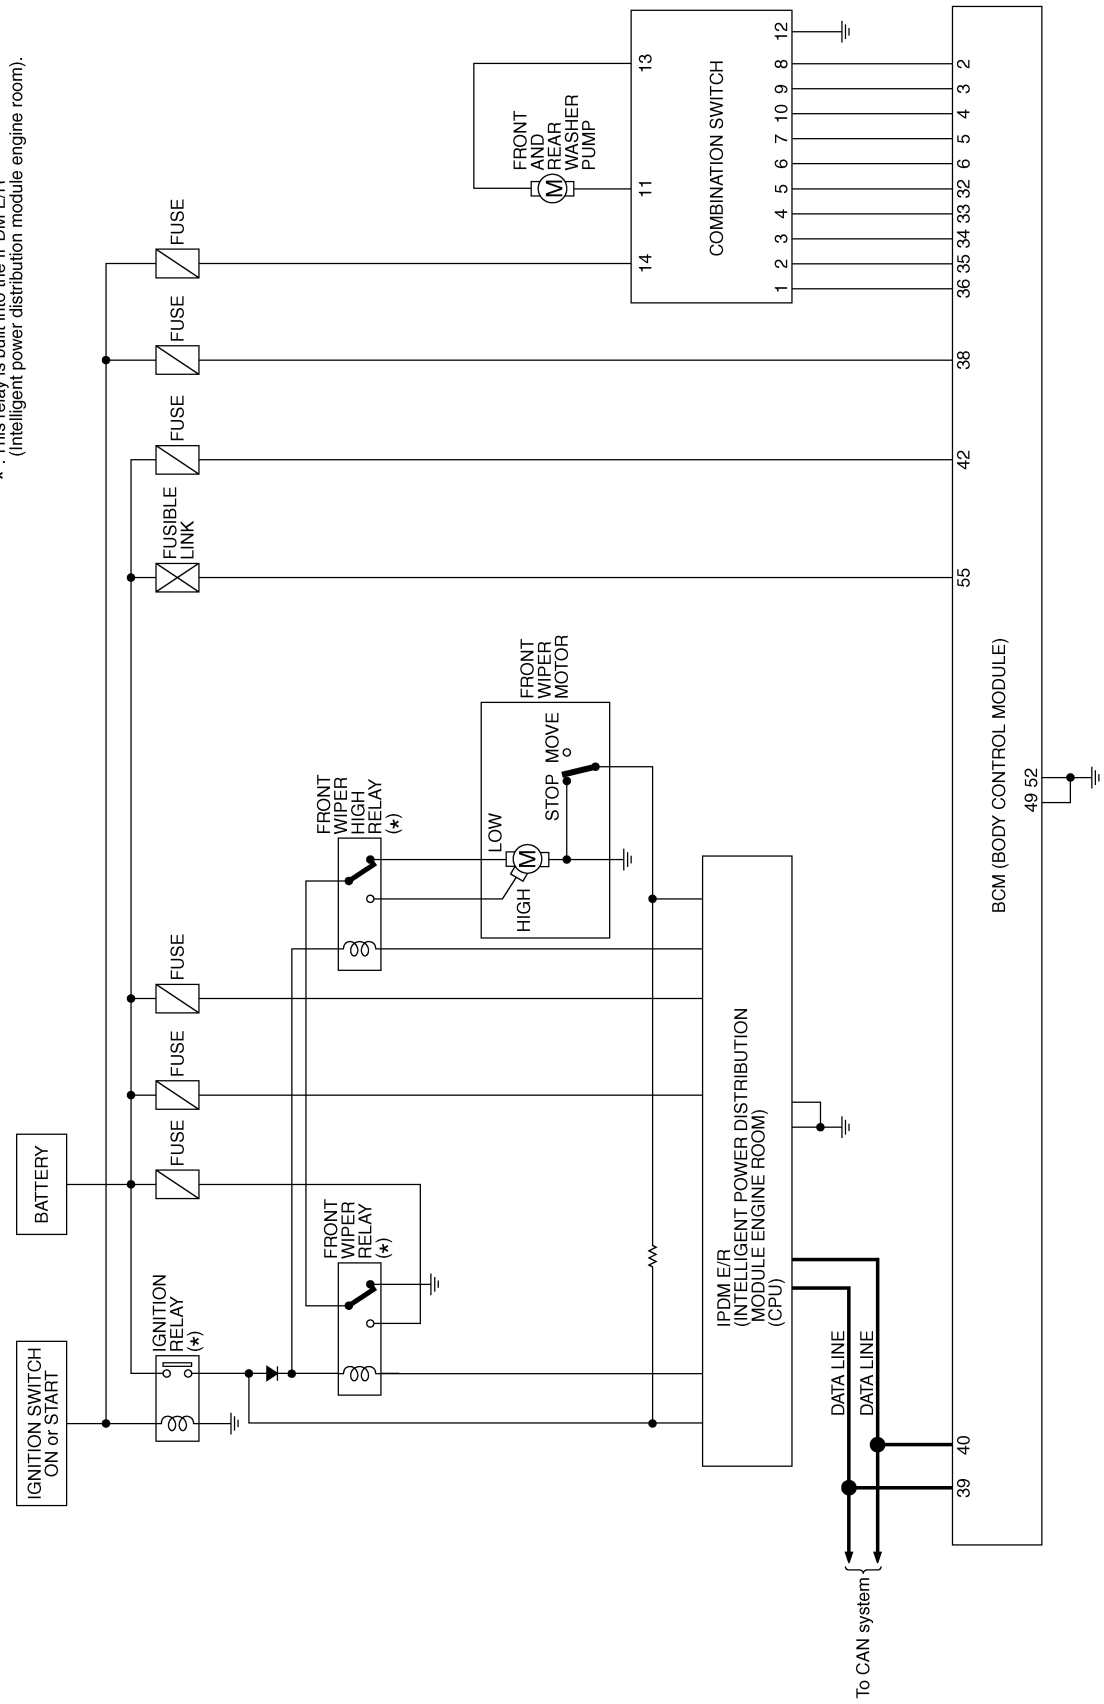 * : This relay is built into the IPDM E/R
(Intelligent power distribution module engine room).
IGNITION SWITCH
ON or START
BATTERY
IGNITION
RELAY
(*)
FUSE
FUSE
FUSE
FUSIBLE
LINK
FUSE
FUSE
FUSE
FRONT
WIPER
RELAY
(*)
FRONT
WIPER
HIGH
RELAY
(*)
FRONT
WIPER
MOTOR
LOW
HIGH
STOP MOVE
M
FRONT
AND
REAR
WASHER
PUMP
M
14 11 13
COMBINATION SWITCH
1 2 3 4 5 6 7 10 9 8 12
IPDM E/R
(INTELLIGENT POWER DISTRIBUTION
MODULE ENGINE ROOM)
(CPU)
DATA LINE
DATA LINE
To CAN system
39 40 55 42 38 36 35 34 33 32 6 5 4 3 2
BCM (BODY CONTROL MODULE)
49 52